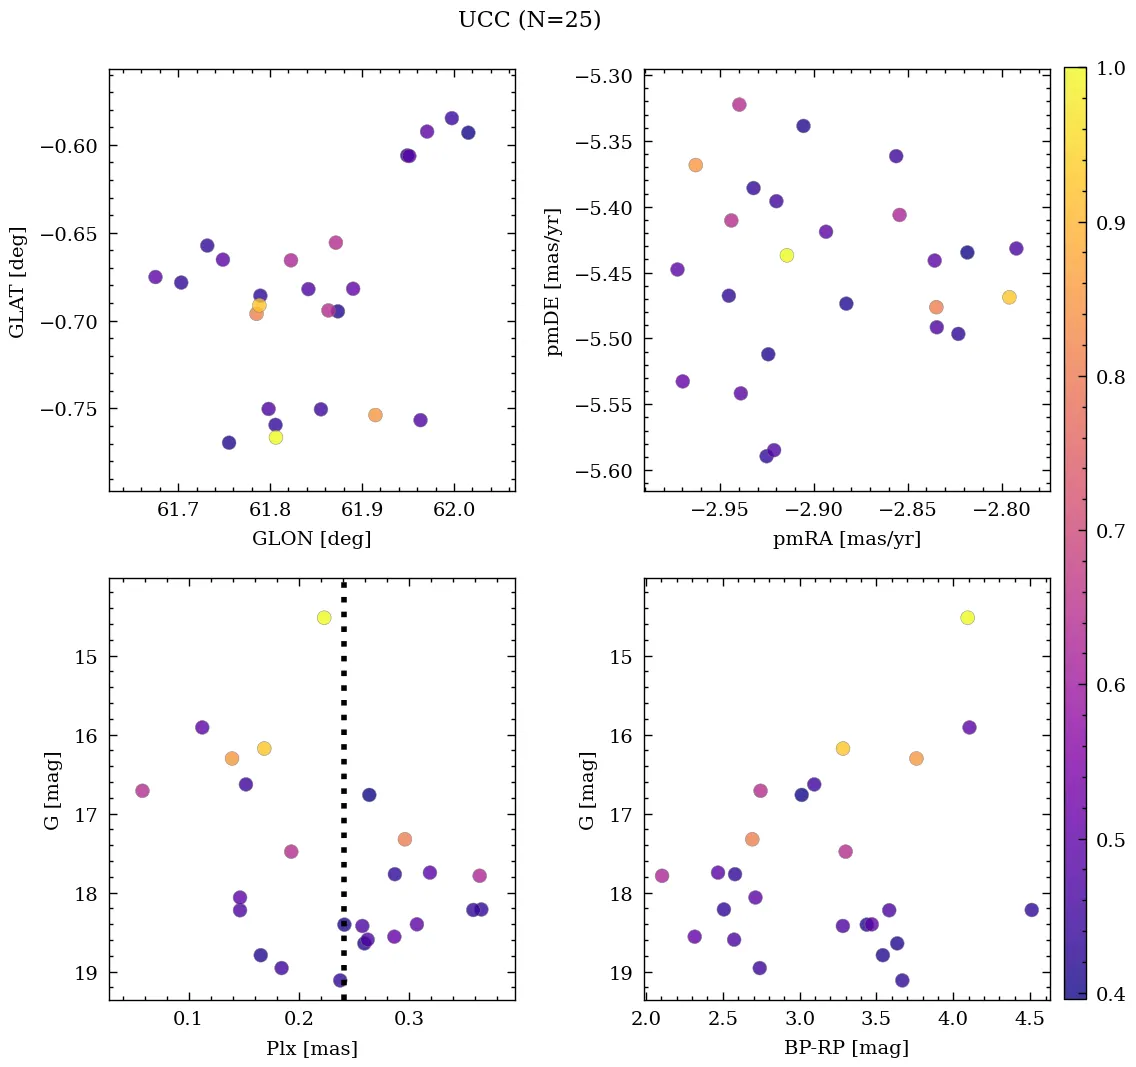 UCC (N=25)
−0.60
−0.65
−0.70
−0.75
GLAT [deg]
61.7 61.8 61.9 62.0
GLON [deg]
−5.30
−5.35
−5.40
−5.45
−5.50
−5.55
−5.60
pmDE [mas/yr]
−2.95 −2.90 −2.85 −2.80
pmRA [mas/yr]
15
16
17
18
19
G [mag]
0.1 0.2 0.3
Plx [mas]
15
16
17
18
19
G [mag]
2.0 2.5 3.0 3.5 4.0 4.5
BP-RP [mag]
1.0
0.9
0.8
0.7
0.6
0.5
0.4